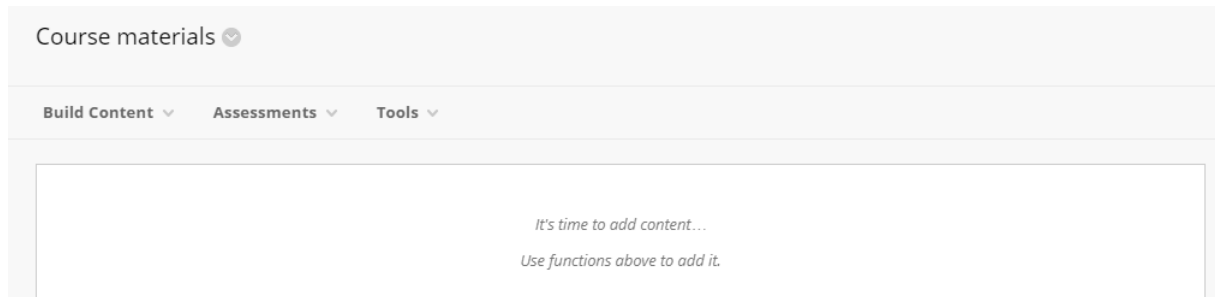 Course materials
Build Content Assessments Tools
It's time to add content...
Use functions above to add it.